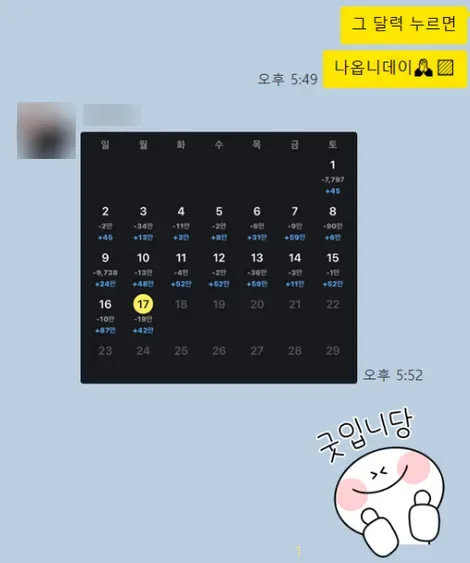 그 달력 누르면
나옵니데이
오후 5:49
일 월 화 수 목 금 토
1
-7,797
+45
2 3 4 5 6 7 8
-2만 -34만 -11만 -2만 -6만 -9만 -90만
+45 +13만 +3만 +8만 +31만 +59만 +6만
9 10 11 12 13 14 15
-9,738 -13만 -4만 -2만 -36만 -3만 -1만
+24만 +48만 +52만 +52만 +59만 +11만 +52만
16 17 18 19 20 21 22
-10만 -19만
+87만 +42만
23 24 25 26 27 28 29
오후 5:52
굿입니당
1